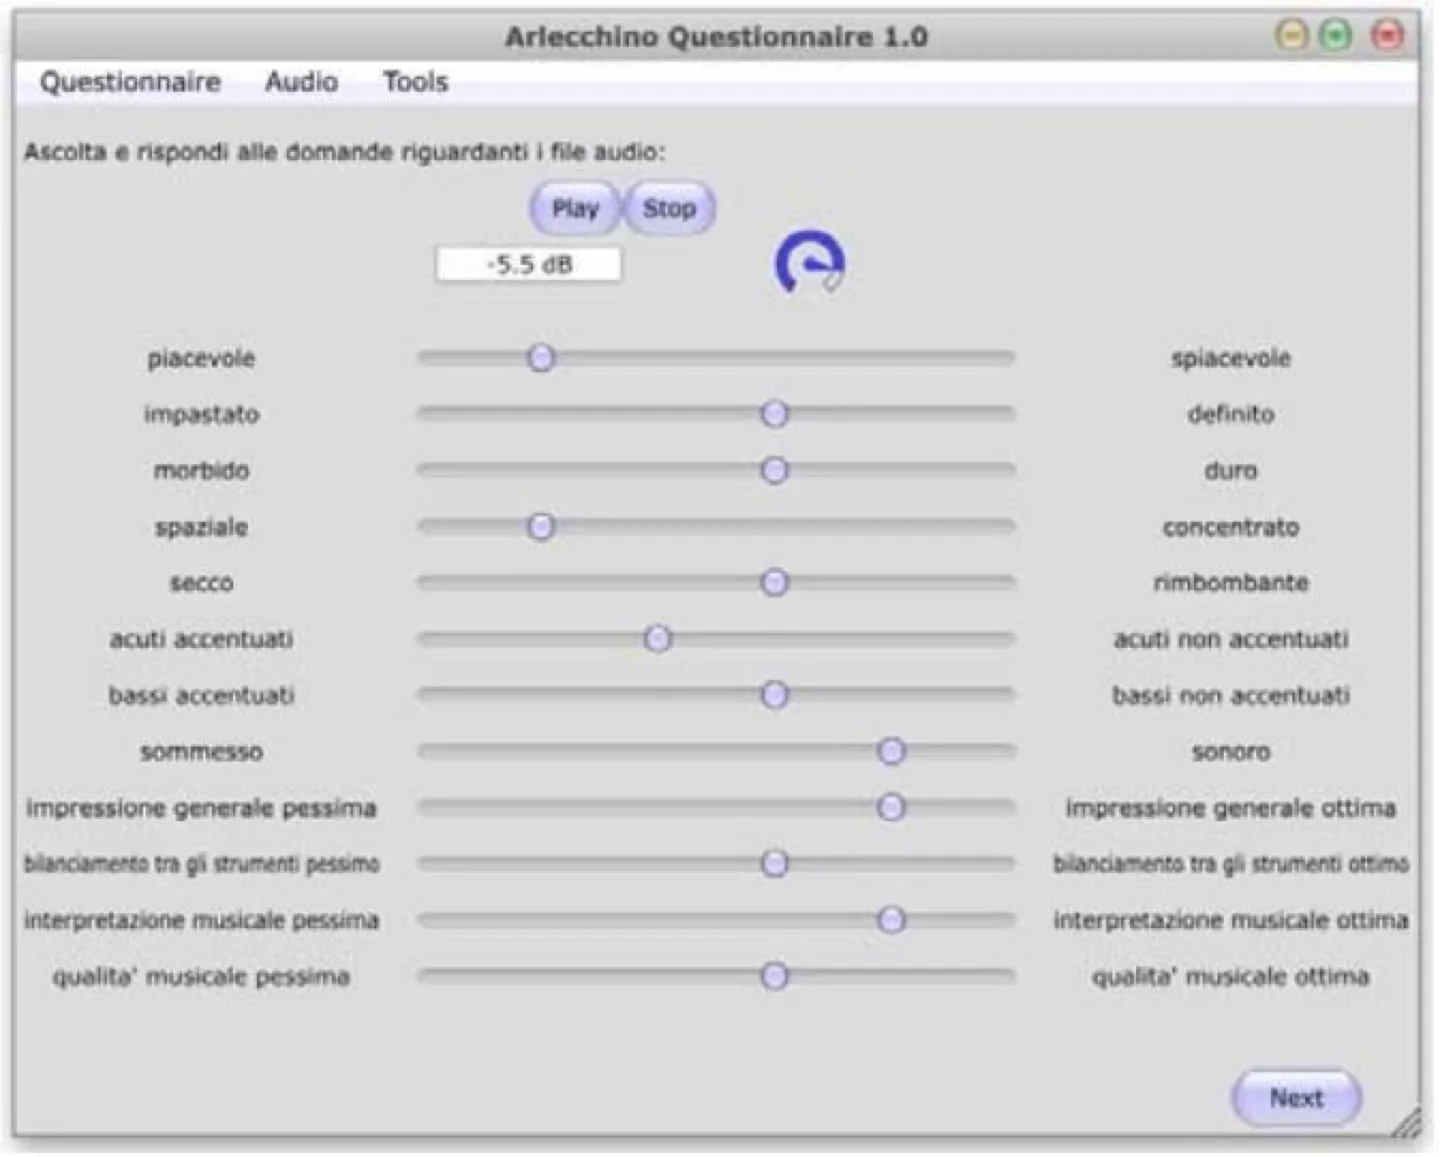 Arlecchino Questionnaire 1.0
Questionnaire Audio Tools
Ascolta e rispondi alle domande riguardanti i file audio:
Play Stop
-5.5 dB
piacevole spiacevole
impastato definito
morbido duro
spaziale concentrato
secco rimbombante
acuti accentuati acuti non accentuati
bassi accentuati bassi non accentuati
sommesso sonoro
impressione generale pessima impressione generale ottima
bilanciamento tra gli strumenti pessimo bilanciamento tra gli strumenti ottimo
interpretazione musicale pessima interpretazione musicale ottima
qualita' musicale pessima qualita' musicale ottima
Next